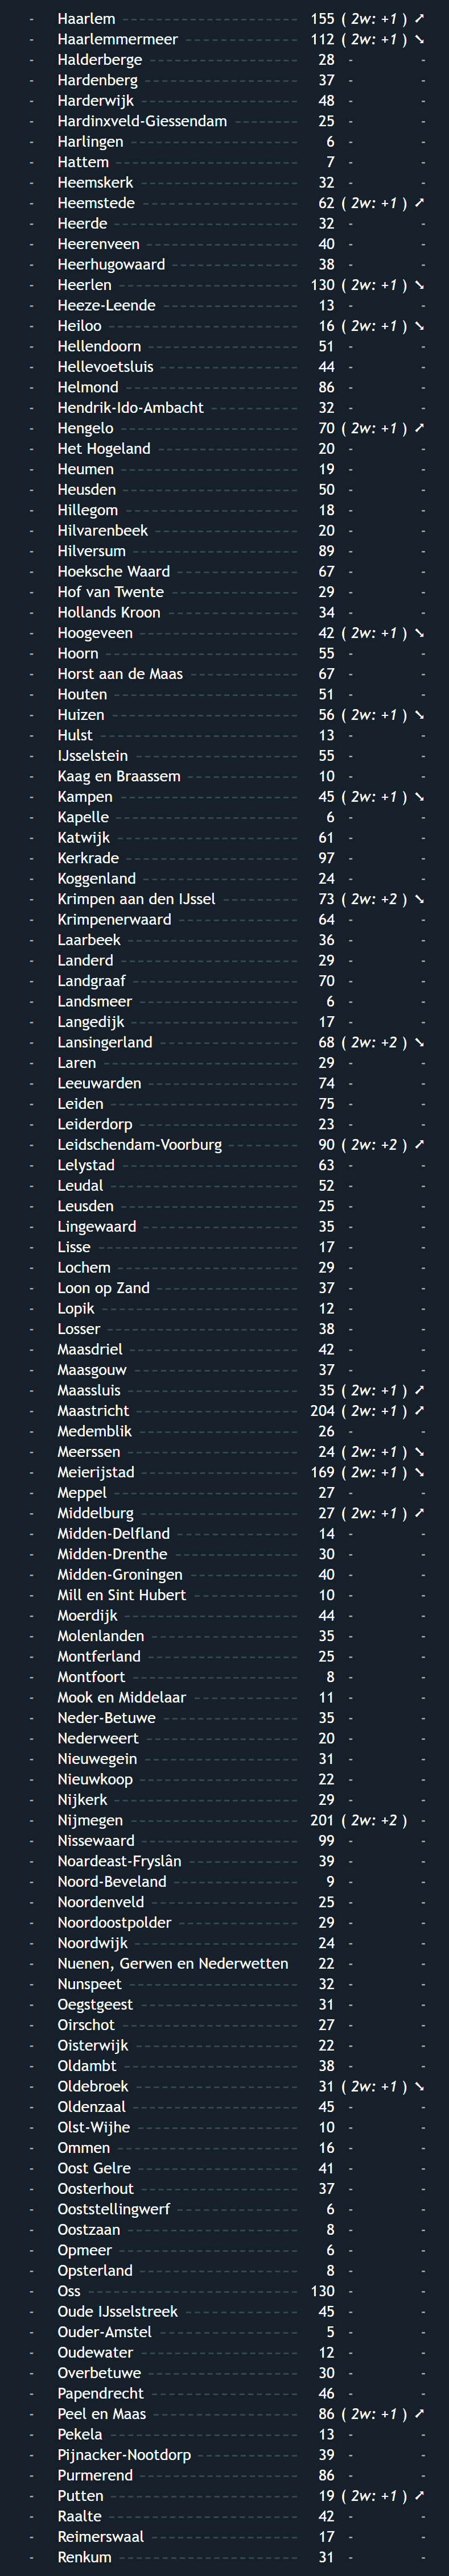 - Haarlem 155 ( 2w: +1 ) ↗
- Haarlemmermeer 112 ( 2w: +1 ) ↘
- Halderberge 28 - -
- Hardenberg 37 - -
- Harderwijk 48 - -
- Hardinxveld-Giessendam 25 - -
- Harlingen 6 - -
- Hattem 7 - -
- Heemskerk 32 - -
- Heemstede 62 ( 2w: +1 ) ↗
- Heerde 32 - -
- Heerenveen 40 - -
- Heerhugowaard 38 - -
- Heerlen 130 ( 2w: +1 ) ↘
- Heeze-Leende 13 - -
- Heiloo 16 ( 2w: +1 ) ↘
- Hellendoorn 51 - -
- Hellevoetsluis 44 - -
- Helmond 86 - -
- Hendrik-Ido-Ambacht 32 - -
- Hengelo 70 ( 2w: +1 ) ↗
- Het Hogeland 20 - -
- Heumen 19 - -
- Heusden 50 - -
- Hillegom 18 - -
- Hilvarenbeek 20 - -
- Hilversum 89 - -
- Hoeksche Waard 67 - -
- Hof van Twente 29 - -
- Hollands Kroon 34 - -
- Hoogeveen 42 ( 2w: +1 ) ↘
- Hoorn 55 - -
- Horst aan de Maas 67 - -
- Houten 51 - -
- Huizen 56 ( 2w: +1 ) ↘
- Hulst 13 - -
- IJsselstein 55 - -
- Kaag en Braassem 10 - -
- Kampen 45 ( 2w: +1 ) ↘
- Kapelle 6 - -
- Katwijk 61 - -
- Kerkrade 97 - -
- Koggenland 24 - -
- Krimpen aan den IJssel 73 ( 2w: +2 ) ↘
- Krimpenerwaard 64 - -
- Laarbeek 36 - -
- Landerd 29 - -
- Landgraaf 70 - -
- Landsmeer 6 - -
- Langedijk 17 - -
- Lansingerland 68 ( 2w: +2 ) ↘
- Laren 29 - -
- Leeuwarden 74 - -
- Leiden 75 - -
- Leiderdorp 23 - -
- Leidschendam-Voorburg 90 ( 2w: +2 ) ↗
- Lelystad 63 - -
- Leudal 52 - -
- Leusden 25 - -
- Lingewaard 35 - -
- Lisse 17 - -
- Lochem 29 - -
- Loon op Zand 37 - -
- Lopik 12 - -
- Losser 38 - -
- Maasdriel 42 - -
- Maasgouw 37 - -
- Maassluis 35 ( 2w: +1 ) ↗
- Maastricht 204 ( 2w: +1 ) ↗
- Medemblik 26 - -
- Meerssen 24 ( 2w: +1 ) ↘
- Meierijstad 169 ( 2w: +1 ) ↘
- Meppel 27 - -
- Middelburg 27 ( 2w: +1 ) ↗
- Midden-Delfland 14 - -
- Midden-Drenthe 30 - -
- Midden-Groningen 40 - -
- Mill en Sint Hubert 10 - -
- Moerdijk 44 - -
- Molenlanden 35 - -
- Montferland 25 - -
- Montfoort 8 - -
- Mook en Middelaar 11 - -
- Neder-Betuwe 35 - -
- Nederweert 20 - -
- Nieuwegein 31 - -
- Nieuwkoop 22 - -
- Nijkerk 29 - -
- Nijmegen 201 ( 2w: +2 ) -
- Nissewaard 99 - -
- Noardeast-Fryslân 39 - -
- Noord-Beveland 9 - -
- Noordenveld 25 - -
- Noordoostpolder 29 - -
- Noordwijk 24 - -
- Nuenen, Gerwen en Nederwetten 22 - -
- Nunspeet 32 - -
- Oegstgeest 31 - -
- Oirschot 27 - -
- Oisterwijk 22 - -
- Oldambt 38 - -
- Oldebroek 31 ( 2w: +1 ) ↘
- Oldenzaal 45 - -
- Olst-Wijhe 10 - -
- Ommen 16 - -
- Oost Gelre 41 - -
- Oosterhout 37 - -
- Ooststellingwerf 6 - -
- Oostzaan 8 - -
- Opmeer 6 - -
- Opsterland 8 - -
- Oss 130 - -
- Oude IJsselstreek 45 - -
- Ouder-Amstel 5 - -
- Oudewater 12 - -
- Overbetuwe 30 - -
- Papendrecht 46 - -
- Peel en Maas 86 ( 2w: +1 ) ↗
- Pekela 13 - -
- Pijnacker-Nootdorp 39 - -
- Purmerend 86 - -
- Putten 19 ( 2w: +1 ) ↗
- Raalte 42 - -
- Reimerswaal 17 - -
- Renkum 31 - -